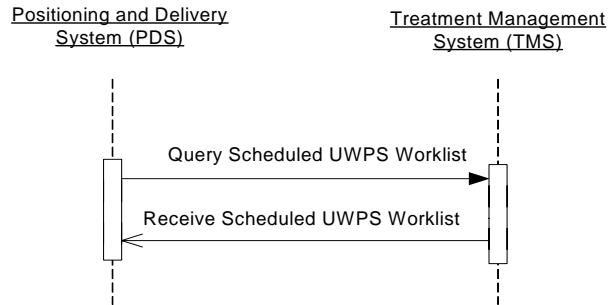 Positioning and Delivery
System (PDS)
Treatment Management
System (TMS)
Query Scheduled UWPS Worklist
Receive Scheduled UWPS Worklist